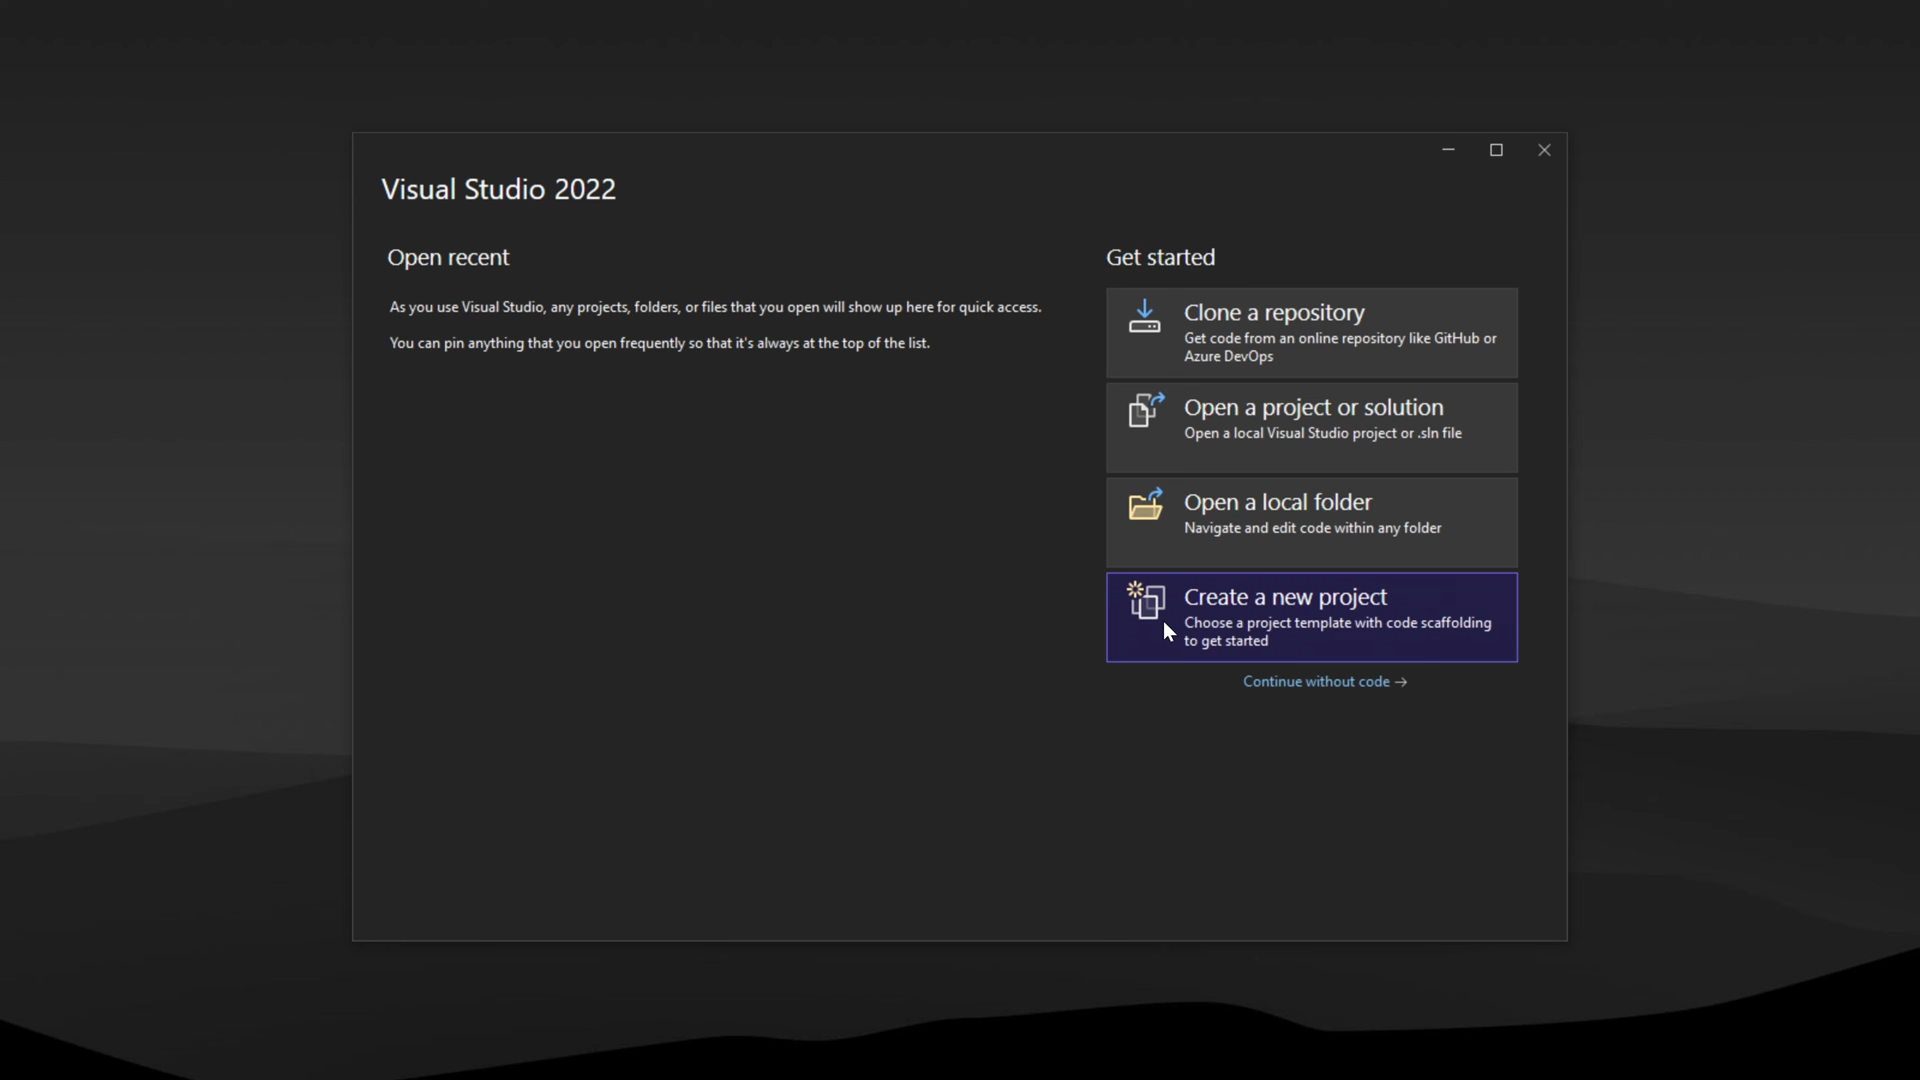 Visual Studio 2022
Open recent
As you use Visual Studio, any projects, folders, or files that you open will show up here for quick access.
You can pin anything that you open frequently so that it's always at the top of the list.
Get started
Clone a repository
Get code from an online repository like GitHub or
Azure DevOps
Open a project or solution
Open a local Visual Studio project or .sln file
Open a local folder
Navigate and edit code within any folder
Create a new project
Choose a project template with code scaffolding
to get started
Continue without code →